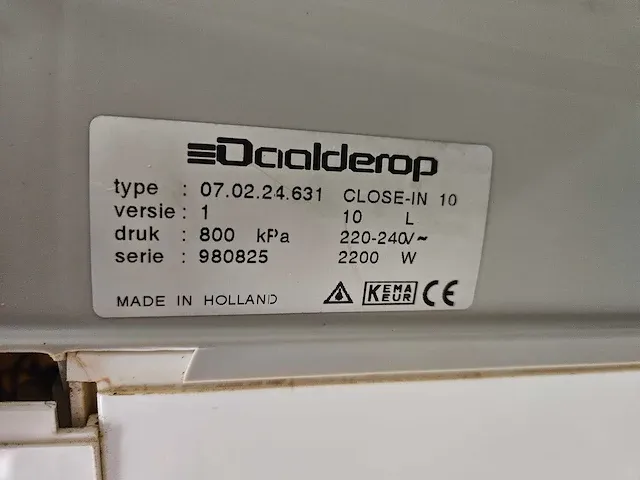 Daalderop
type : 07.02.24.631 CLOSE-IN 10
versie : 1 10 L
druk : 800 kPa 220-240V~
serie : 980825 2200 W
MADE IN HOLLAND KEMA KEUR CE